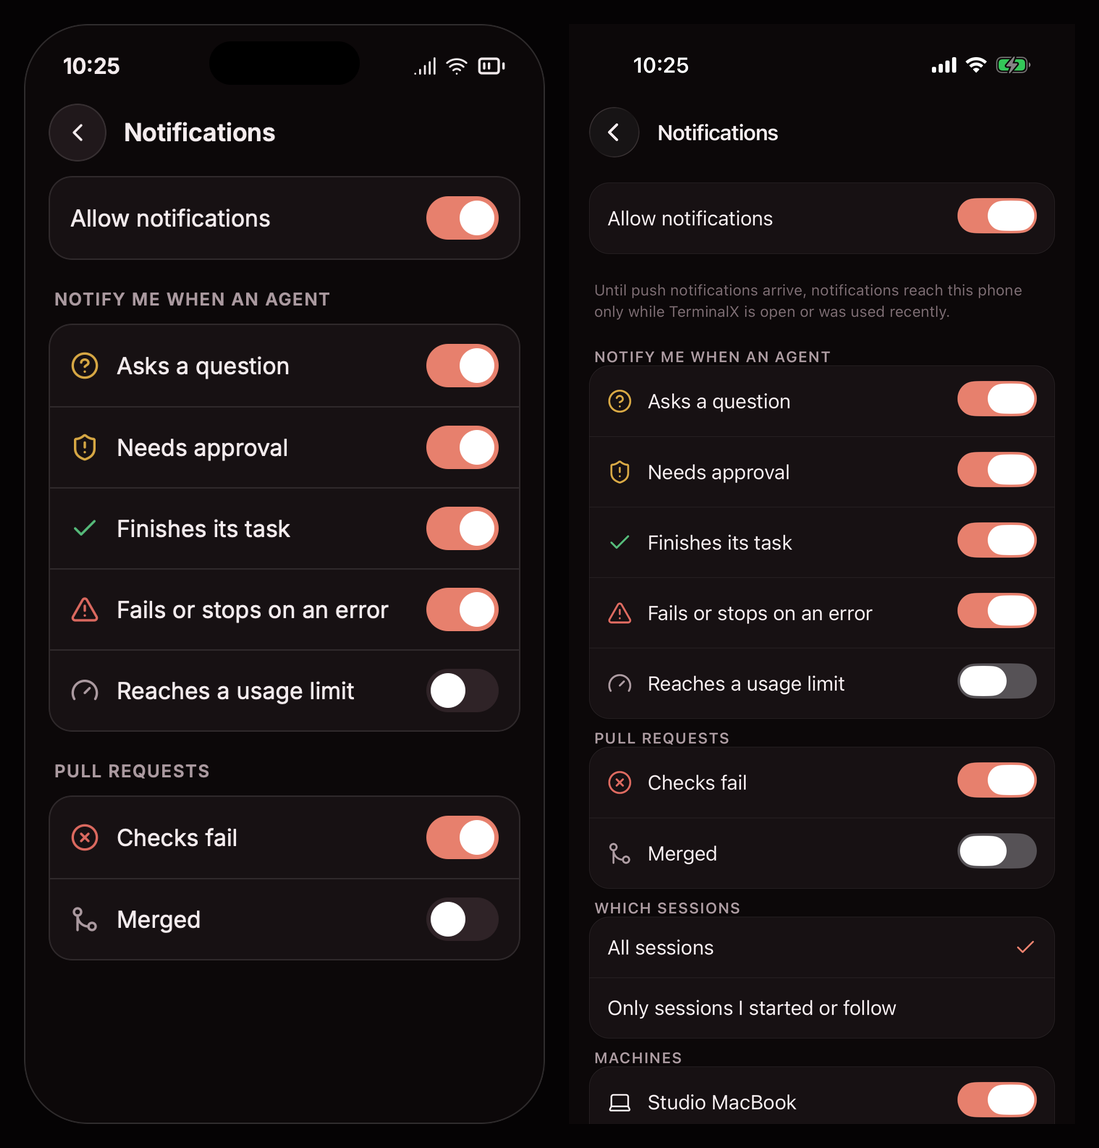 10:25
Notifications
Allow notifications
NOTIFY ME WHEN AN AGENT
Asks a question
Needs approval
Finishes its task
Fails or stops on an error
Reaches a usage limit
PULL REQUESTS
Checks fail
Merged
10:25
Notifications
Allow notifications
Until push notifications arrive, notifications reach this phone
only while TerminalX is open or was used recently.
NOTIFY ME WHEN AN AGENT
Asks a question
Needs approval
Finishes its task
Fails or stops on an error
Reaches a usage limit
PULL REQUESTS
Checks fail
Merged
WHICH SESSIONS
All sessions
Only sessions I started or follow
MACHINES
Studio MacBook